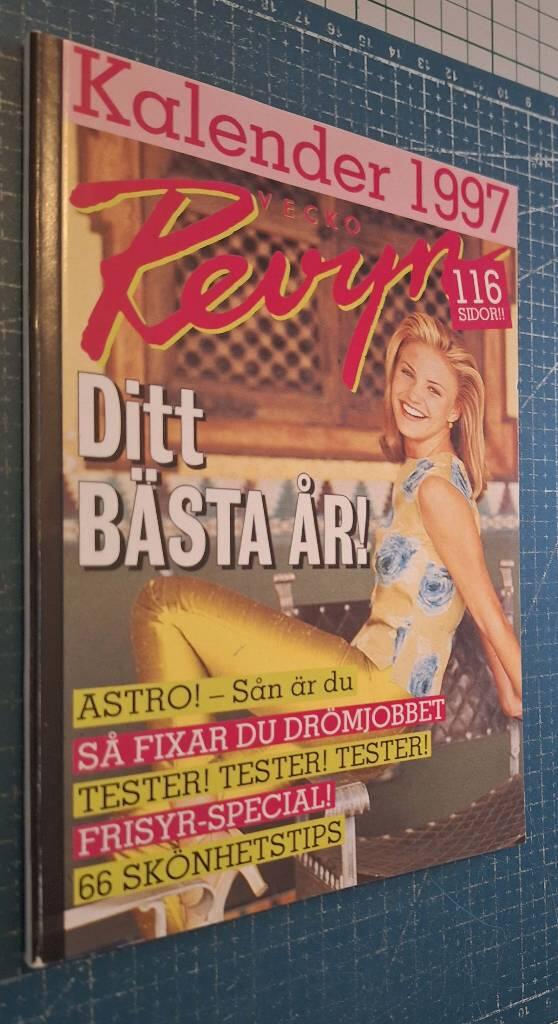 Kalender 1997
VECKO
Revyn
116
SIDOR!!
Ditt
BÄSTA ÅR!
ASTRO! – Sån är du
SÅ FIXAR DU DRÖMJOBBET
TESTER! TESTER! TESTER!
FRISYR-SPECIAL!
66 SKÖNHETSTIPS